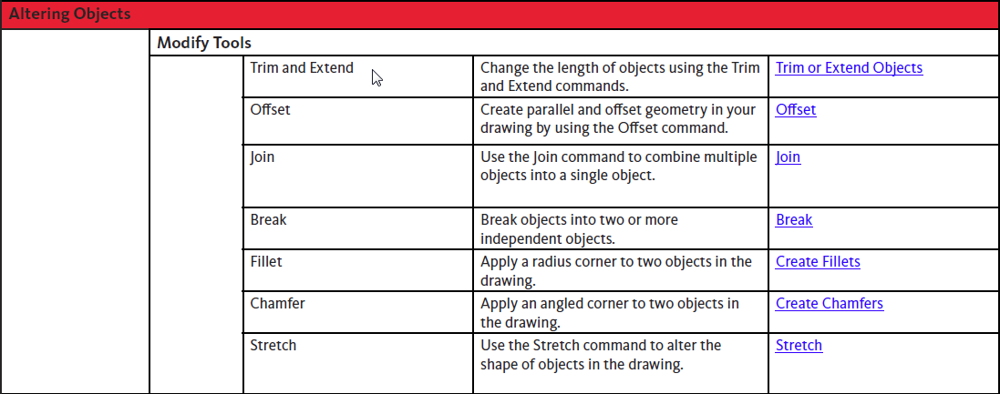 Altering Objects
Modify Tools
Trim and Extend
Change the length of objects using the Trim
and Extend commands.
Trim or Extend Objects
Offset
Create parallel and offset geometry in your
drawing by using the Offset command.
Offset
Join
Use the Join command to combine multiple
objects into a single object.
Join
Break
Break objects into two or more
independent objects.
Break
Fillet
Apply a radius corner to two objects in the
drawing.
Create Fillets
Chamfer
Apply an angled corner to two objects in
the drawing.
Create Chamfers
Stretch
Use the Stretch command to alter the
shape of objects in the drawing.
Stretch